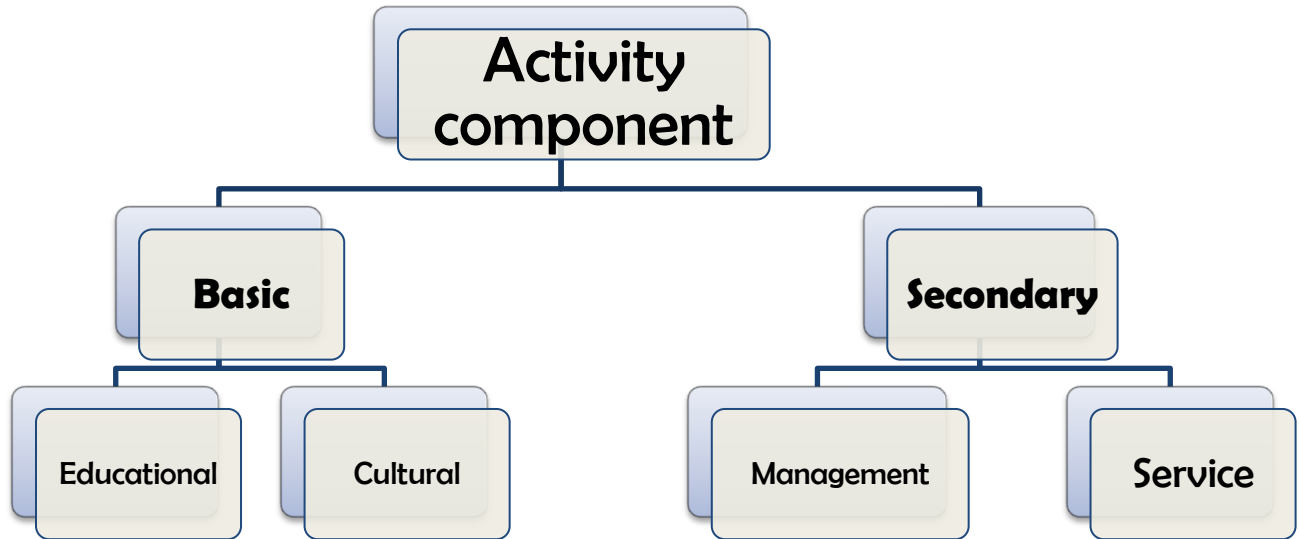 Activity
component
Basic
Secondary
Educational
Cultural
Management
Service